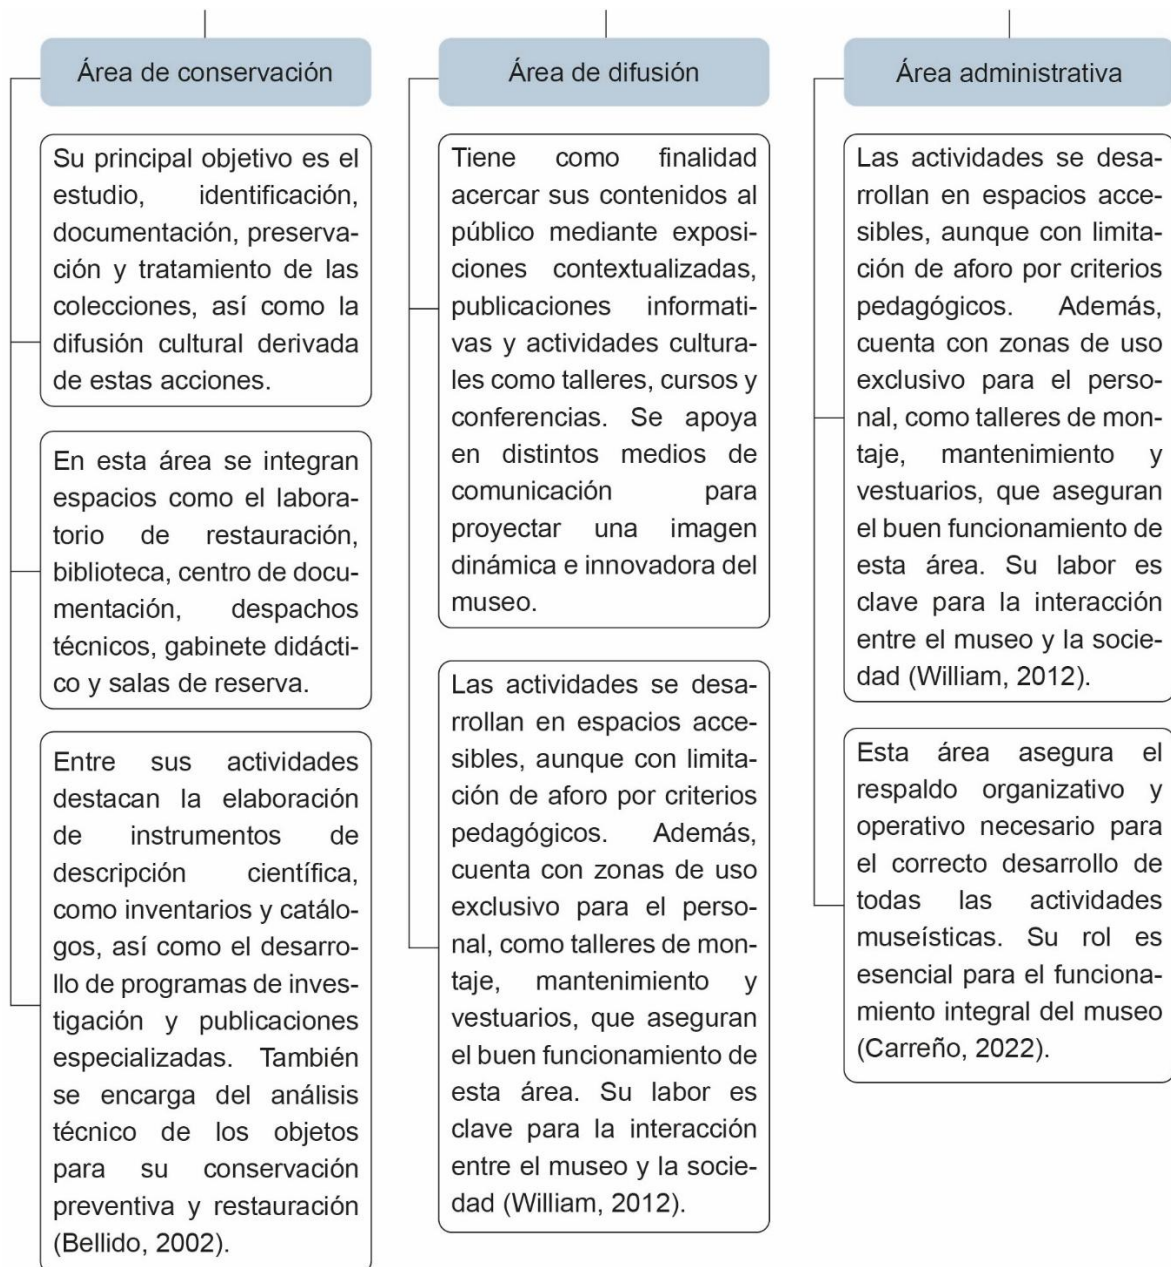 Área de conservación
Su principal objetivo es el
estudio, identificación,
documentación, preserva-
ción y tratamiento de las
colecciones, así como la
difusión cultural derivada
de estas acciones.
En esta área se integran
espacios como el labora-
torio de restauración,
biblioteca, centro de docu-
mentación, despachos
técnicos, gabinete didácti-
co y salas de reserva.
Entre sus actividades
destacan la elaboración
de instrumentos de
descripción científica,
como inventarios y catálo-
gos, así como el desarro-
llo de programas de inves-
tigación y publicaciones
especializadas. También
se encarga del análisis
técnico de los objetos
para su conservación
preventiva y restauración
(Bellido, 2002).
Área de difusión
Tiene como finalidad
acercar sus contenidos al
público mediante exposi-
ciones contextualizadas,
publicaciones informati-
vas y actividades cultura-
les como talleres, cursos y
conferencias. Se apoya
en distintos medios de
comunicación para
proyectar una imagen
dinámica e innovadora del
museo.
Las actividades se desa-
rrollan en espacios acce-
sibles, aunque con limita-
ción de aforo por criterios
pedagógicos. Además,
cuenta con zonas de uso
exclusivo para el perso-
nal, como talleres de mon-
taje, mantenimiento y
vestuarios, que aseguran
el buen funcionamiento de
esta área. Su labor es
clave para la interacción
entre el museo y la socie-
dad (William, 2012).
Área administrativa
Las actividades se desa-
rrollan en espacios acce-
sibles, aunque con limita-
ción de aforo por criterios
pedagógicos. Además,
cuenta con zonas de uso
exclusivo para el perso-
nal, como talleres de mon-
taje, mantenimiento y
vestuarios, que aseguran
el buen funcionamiento de
esta área. Su labor es
clave para la interacción
entre el museo y la socie-
dad (William, 2012).
Esta área asegura el
respaldo organizativo y
operativo necesario para
el correcto desarrollo de
todas las actividades
museísticas. Su rol es
esencial para el funciona-
miento integral del museo
(Carreño, 2022).